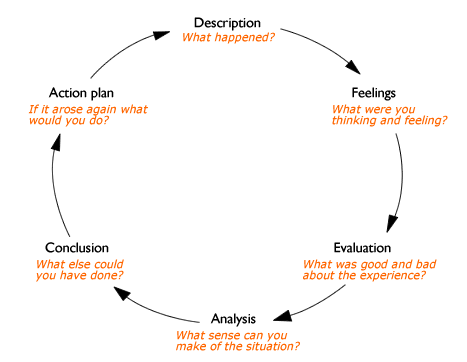 Description
What happened?
Feelings
What were you
thinking and feeling?
Evaluation
What was good and bad
about the experience?
Analysis
What sense can you
make of the situation?
Conclusion
What else could
you have done?
Action plan
If it arose again what
would you do?